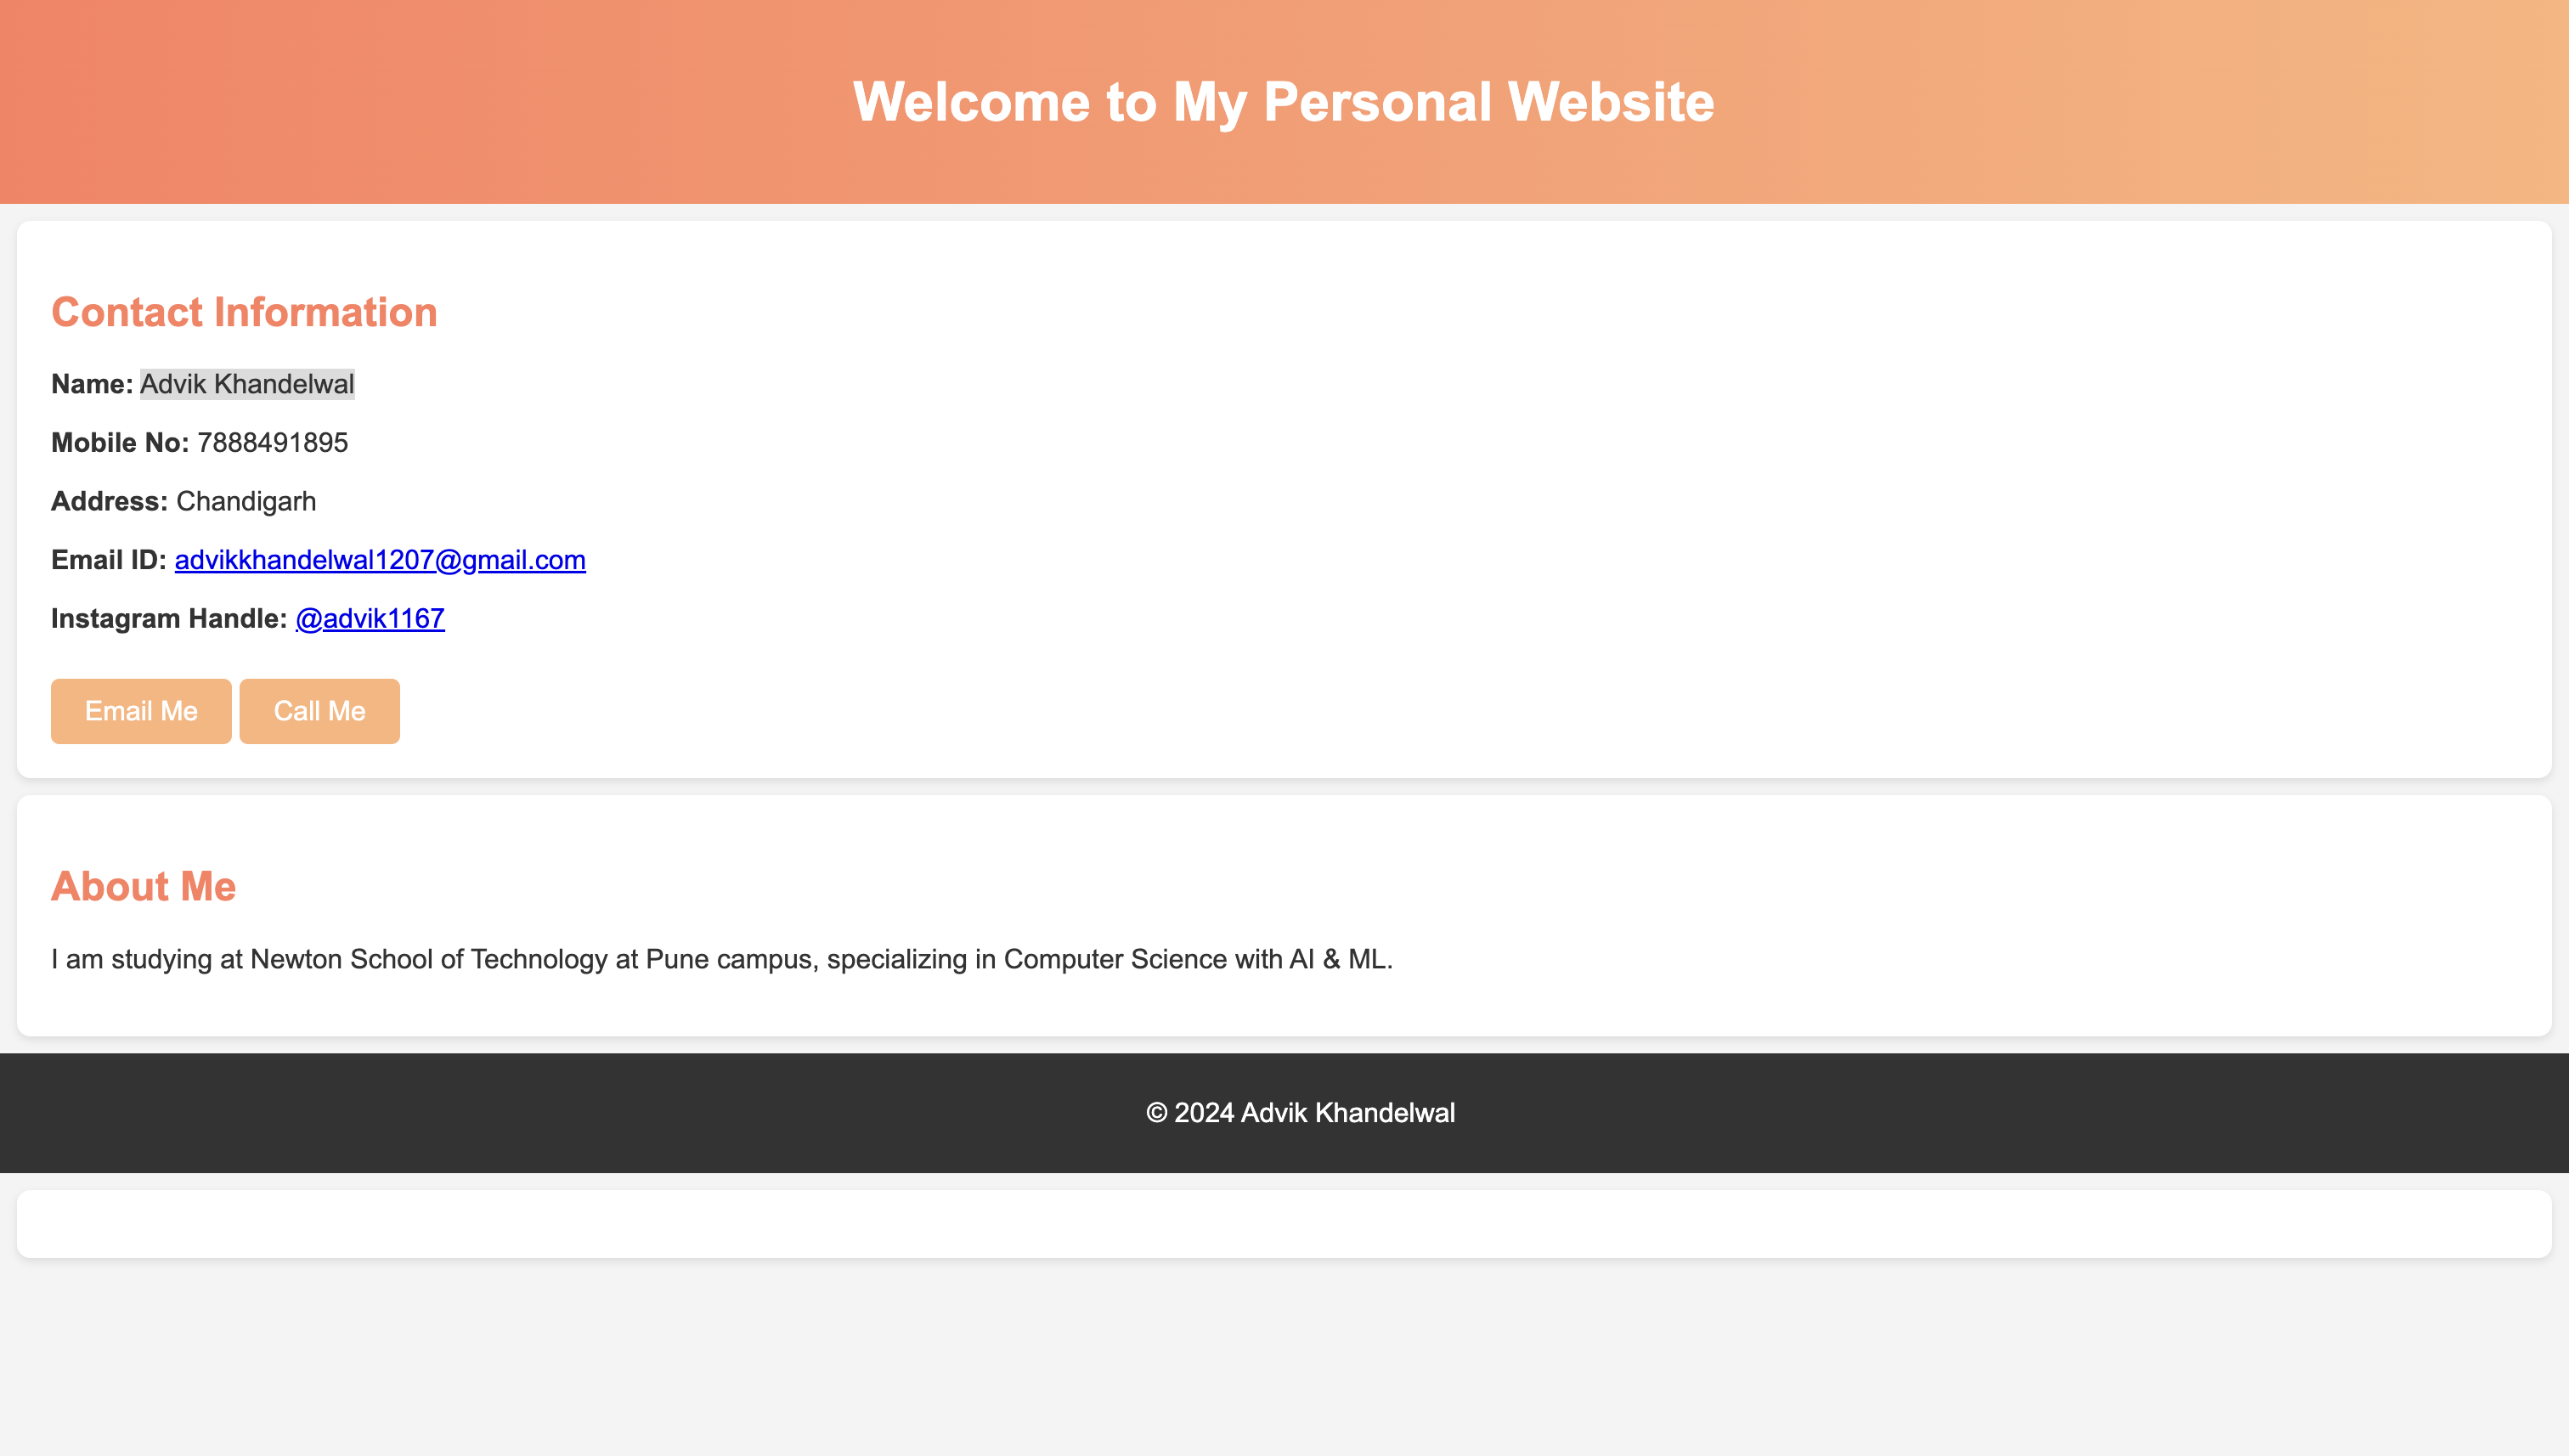 Welcome to My Personal Website
Contact Information
Name: Advik Khandelwal
Mobile No: 7888491895
Address: Chandigarh
Email ID: advikkhandelwal1207@gmail.com
Instagram Handle: @advik1167
Email Me Call Me
About Me
I am studying at Newton School of Technology at Pune campus, specializing in Computer Science with AI & ML.
© 2024 Advik Khandelwal